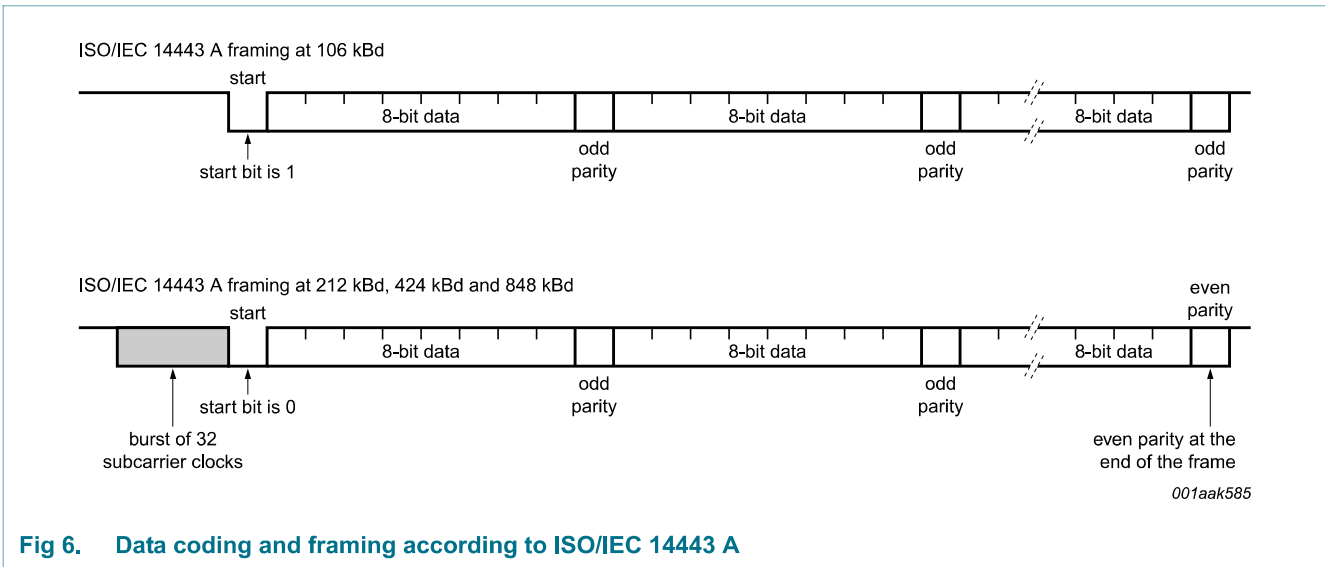 ISO/IEC 14443 A framing at 106 kBd
start
8-bit data
8-bit data
8-bit data
start bit is 1
odd
parity
odd
parity
odd
parity
ISO/IEC 14443 A framing at 212 kBd, 424 kBd and 848 kBd
start
even
parity
8-bit data
8-bit data
8-bit data
start bit is 0
odd
parity
odd
parity
burst of 32
subcarrier clocks
even parity at the
end of the frame
001aak585
Fig 6. Data coding and framing according to ISO/IEC 14443 A